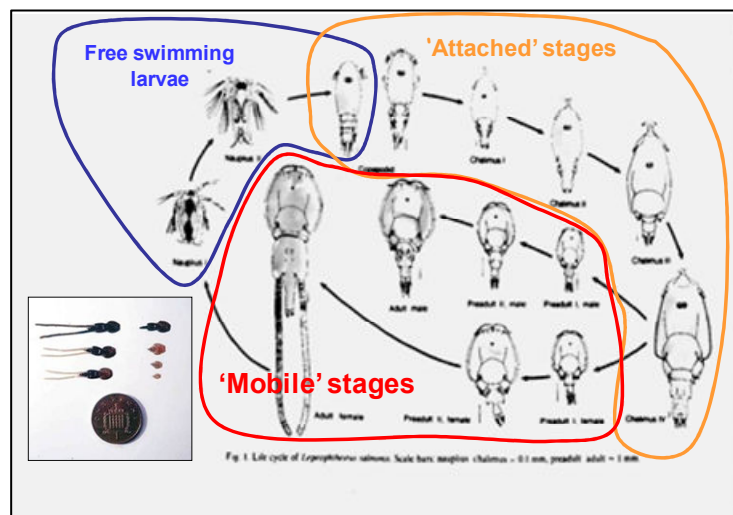 Free swimming
larvae
'Attached' stages
Nauplius II
Copepodid
Chalimus I
Chalimus II
Nauplius I
Chalimus III
Adult male
Preadult II, male
Preadult I, male
'Mobile' stages
Adult female
Preadult II, female
Preadult I, female
Chalimus IV
Fig. 1. Life cycle of Lepeophtheirus salmonis. Scale bars: nauplius chalimus = 0.1 mm, preadult adult = 1 mm